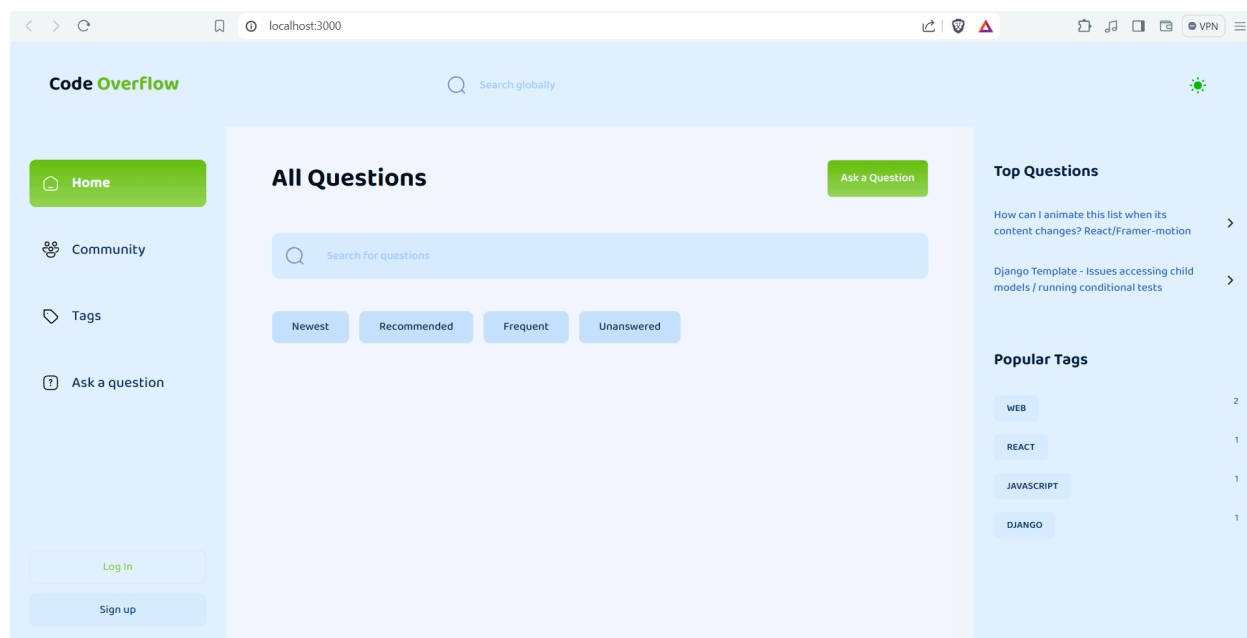 localhost:3000
VPN
Code Overflow
Search globally
Home
Community
Tags
Ask a question
Log In
Sign up
All Questions
Ask a Question
Search for questions
Newest
Recommended
Frequent
Unanswered
Top Questions
How can I animate this list when its
content changes? React/Framer-motion
Django Template - Issues accessing child
models / running conditional tests
Popular Tags
WEB 2
REACT 1
JAVASCRIPT 1
DJANGO 1